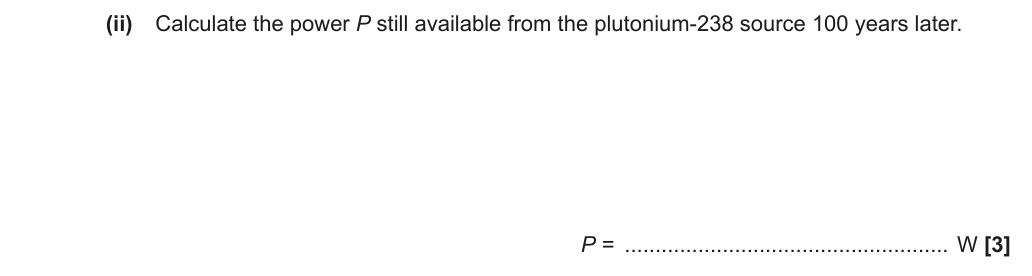 (ii) Calculate the power P still available from the plutonium-238 source 100 years later.
P = ..................................................... W [3]